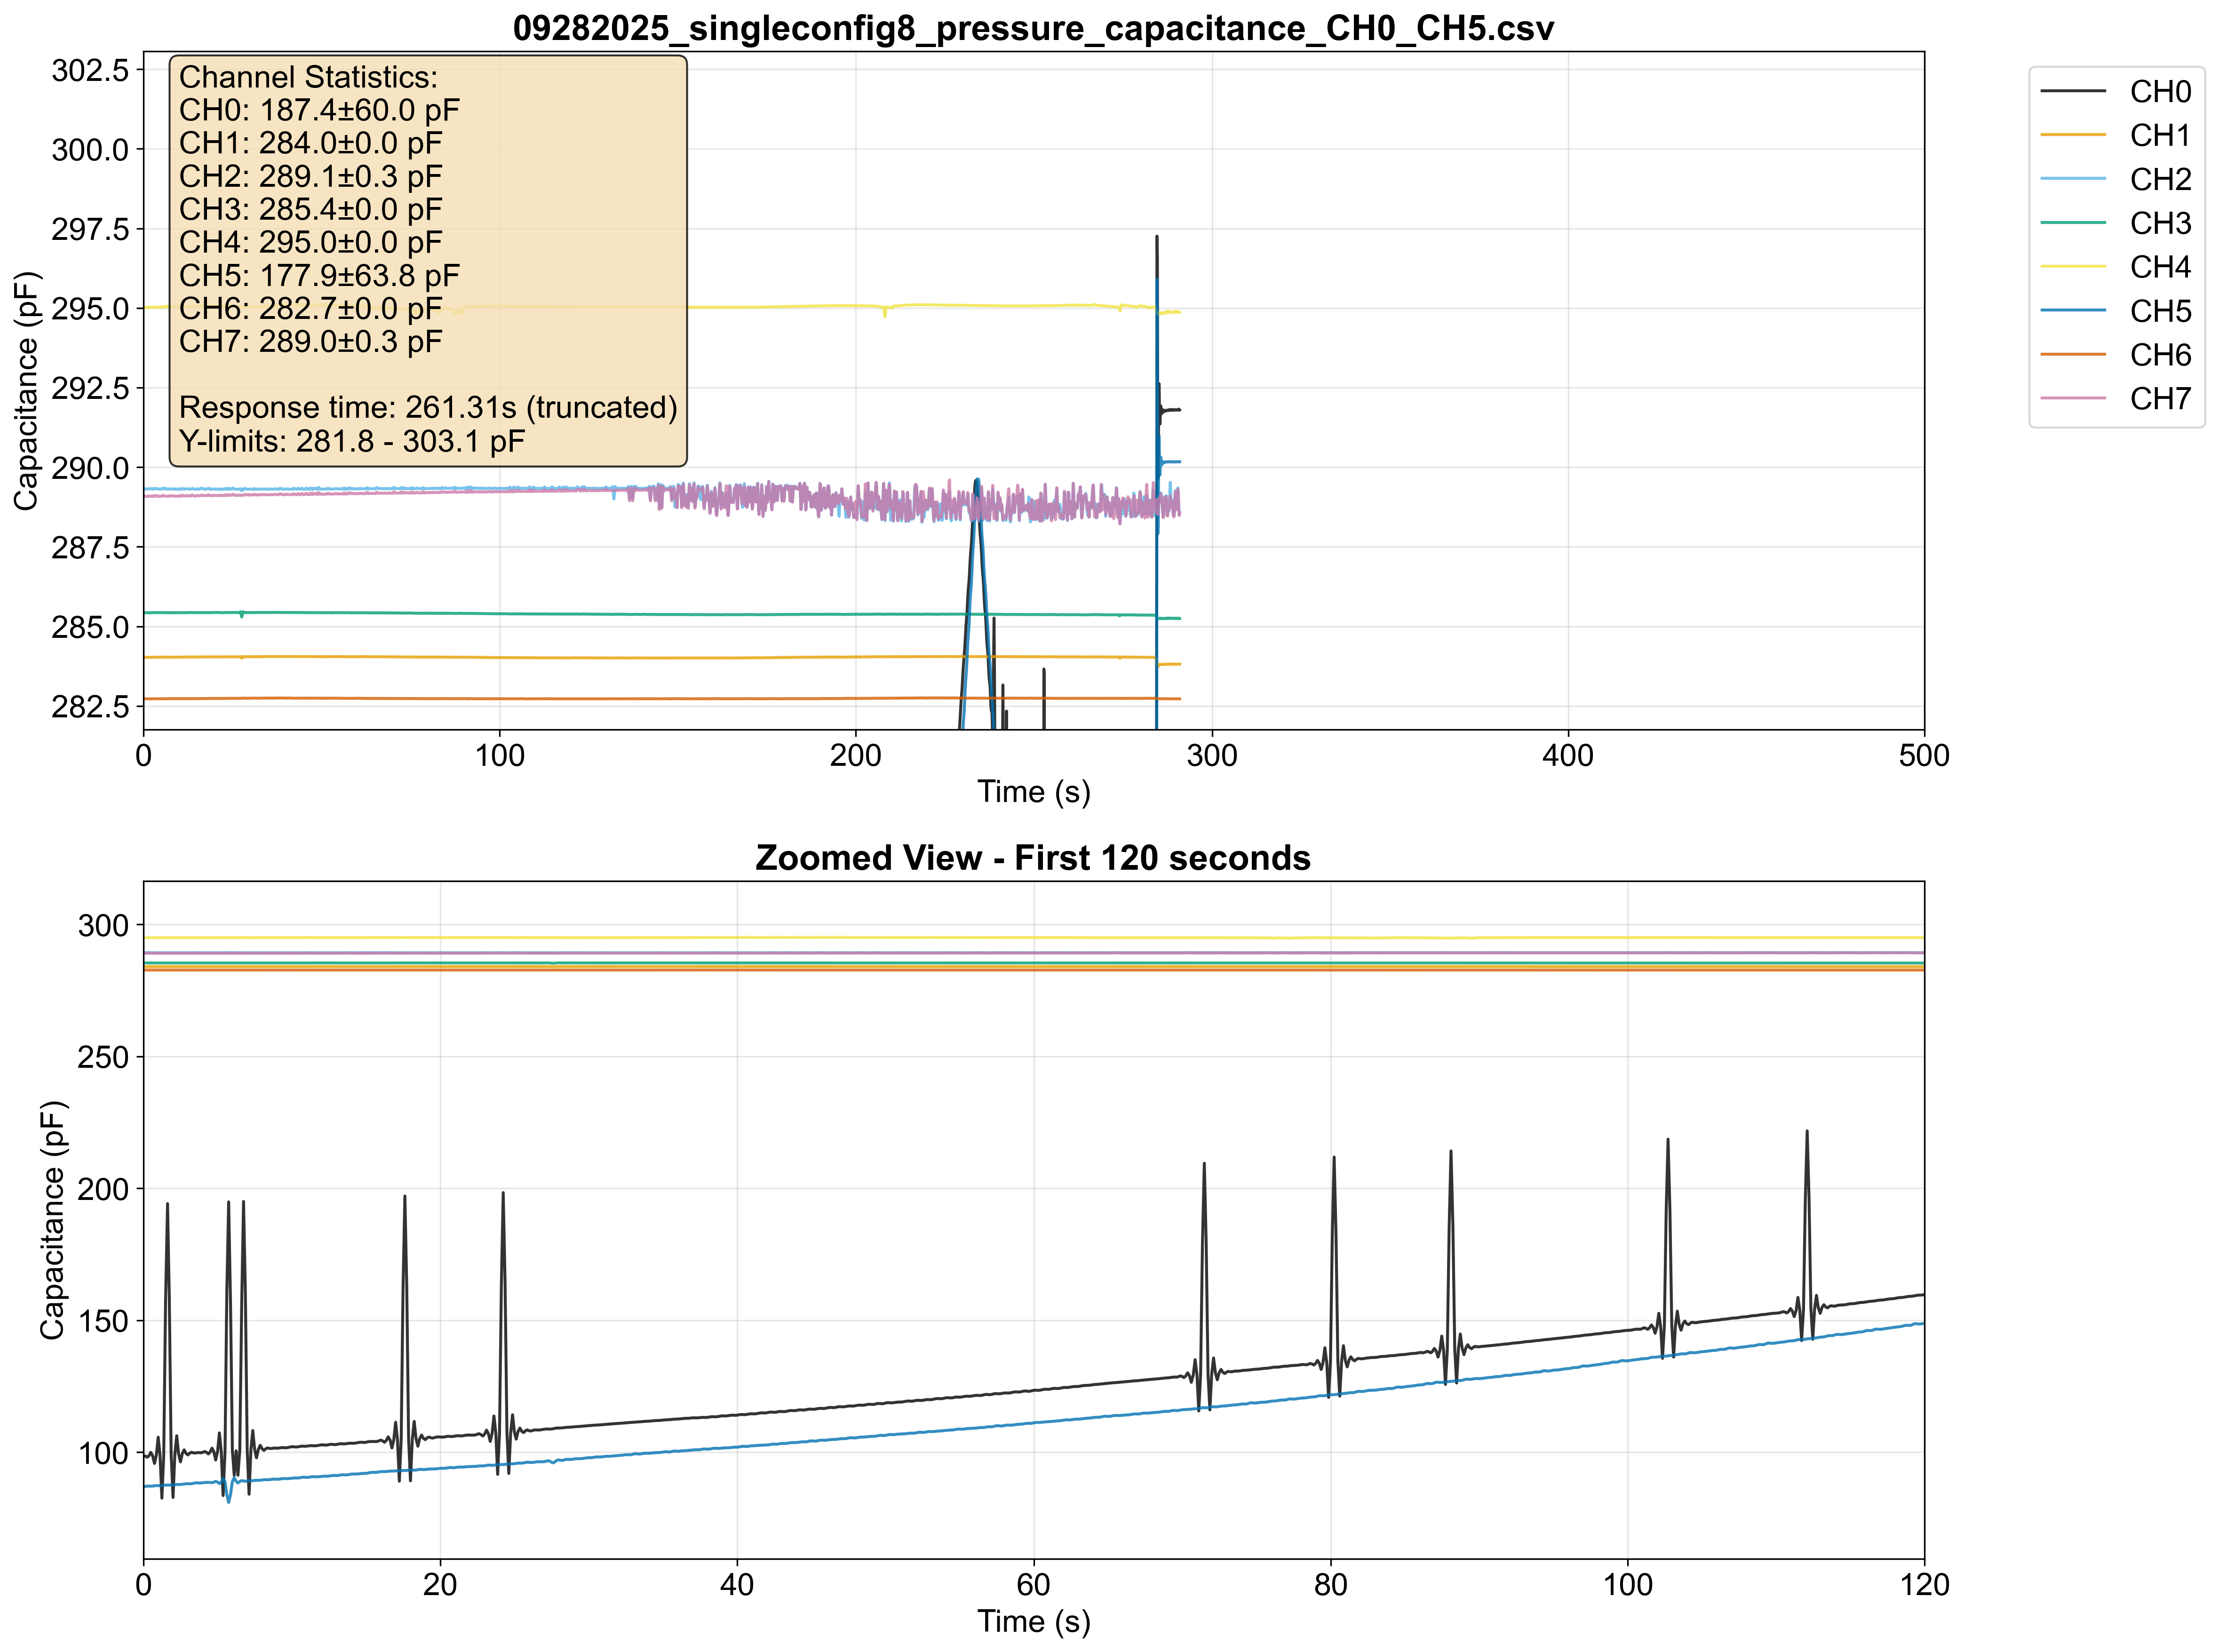 09282025_singleconfig8_pressure_capacitance_CH0_CH5.csv
Channel Statistics:
CH0: 187.4±60.0 pF
CH1: 284.0±0.0 pF
CH2: 289.1±0.3 pF
CH3: 285.4±0.0 pF
CH4: 295.0±0.0 pF
CH5: 177.9±63.8 pF
CH6: 282.7±0.0 pF
CH7: 289.0±0.3 pF
Response time: 261.31s (truncated)
Y-limits: 281.8 - 303.1 pF
Capacitance (pF)
302.5
300.0
297.5
295.0
292.5
290.0
287.5
285.0
282.5
0 100 200 300 400 500
Time (s)
CH0
CH1
CH2
CH3
CH4
CH5
CH6
CH7
Zoomed View - First 120 seconds
Capacitance (pF)
300
250
200
150
100
0 20 40 60 80 100 120
Time (s)